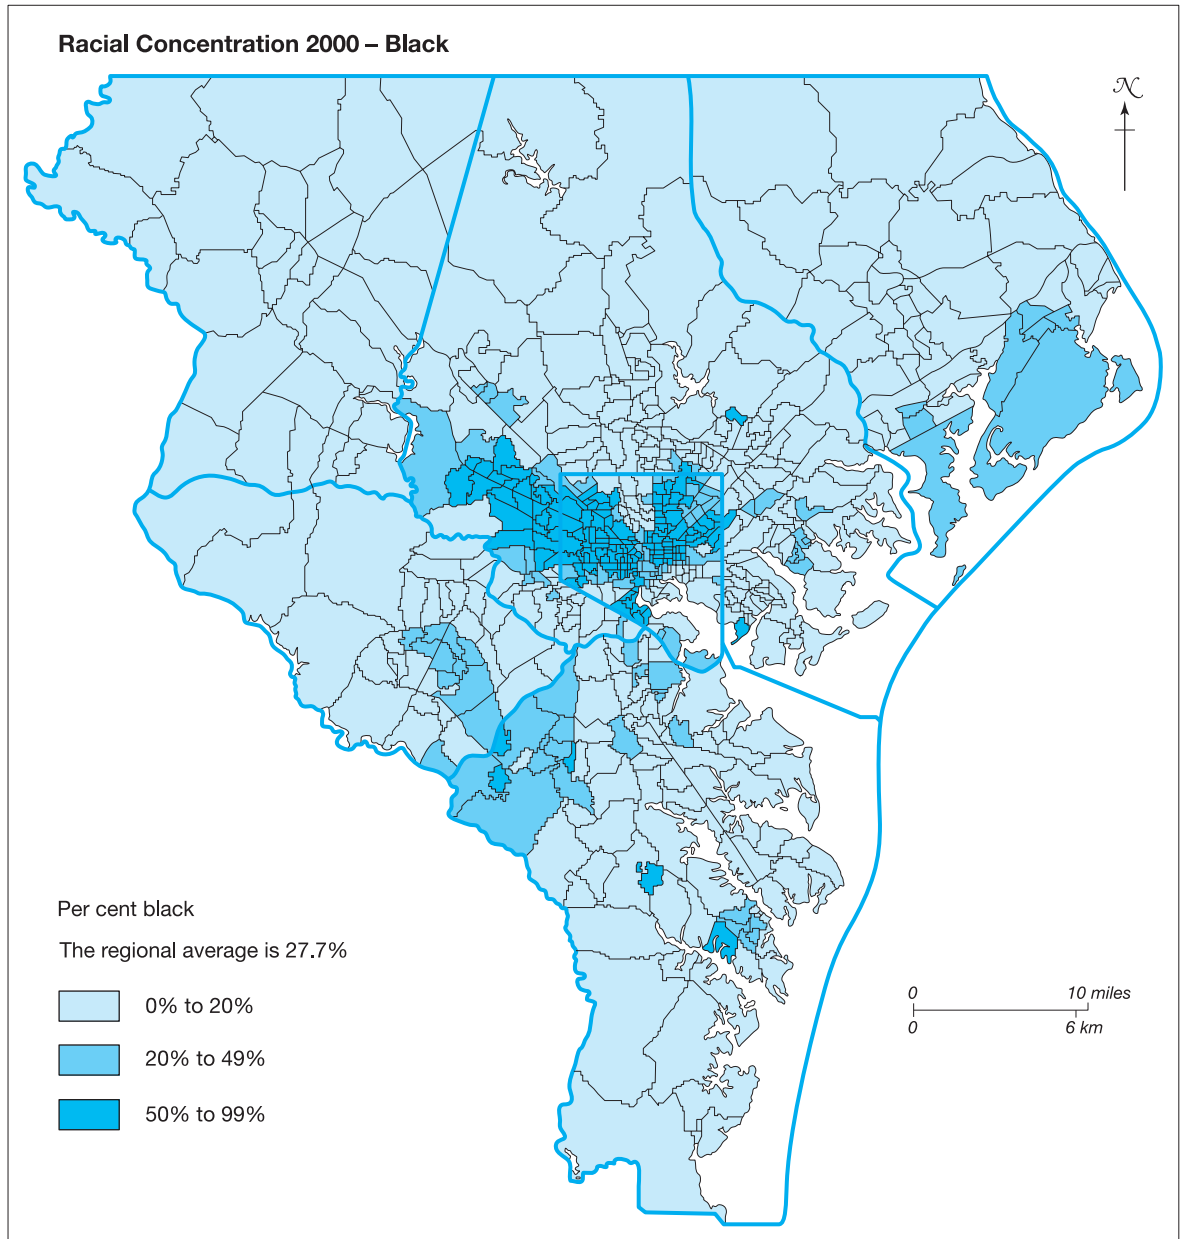 Racial Concentration 2000 – Black
N
Per cent black
The regional average is 27.7%
0% to 20%
20% to 49%
50% to 99%
0 10 miles
0 6 km